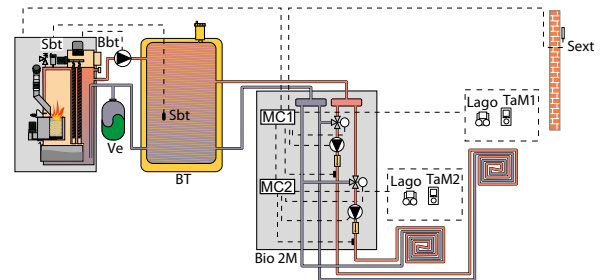 Sbt
Bbt
Sext
Lago TaM1
Sbt
MC1
Ve
BT
MC2
Lago TaM2
Bio 2M